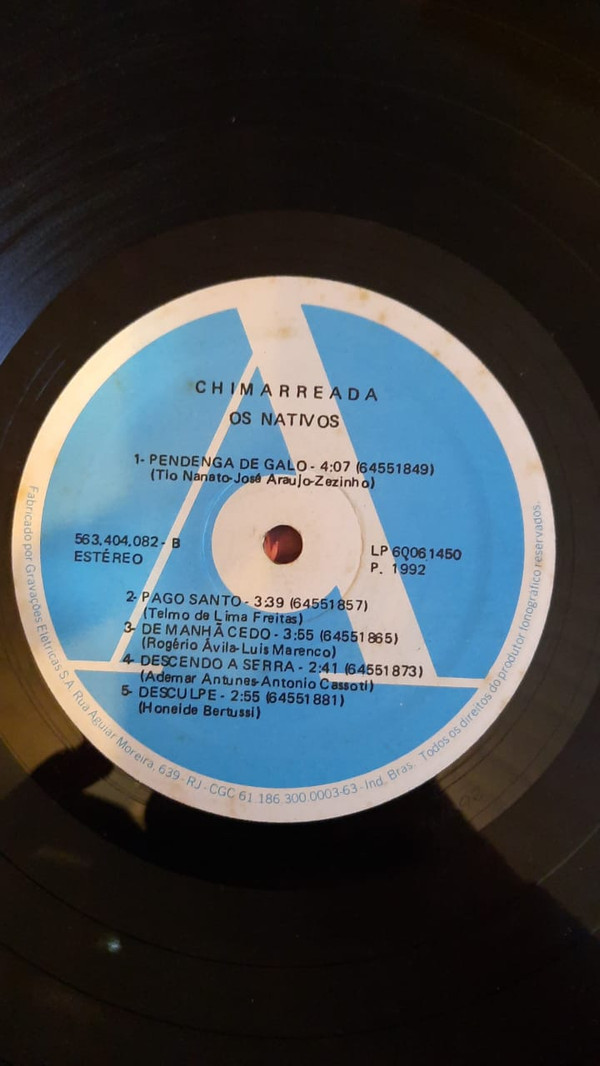 CHIMARREADA
OS NATIVOS
1- PENDENGA DE GALO - 4:07 (64551849)
(Tio Nanato-José Araujo-Zezinho)
563.404.082 - B
ESTÉREO
LP 60061450
P. 1992
2- PAGO SANTO - 3:39 (64551857)
(Telmo de Lima Freitas)
3- DE MANHÃ CEDO - 3:55 (64551865)
(Rogério Ávila-Luis Marenco)
4- DESCENDO A SERRA - 2:41 (64551873)
(Ademar Antunes-Antonio Cassoti)
5- DESCULPE - 2:55 (64551881)
(Honeide Bertussi)
Fabricado por Gravações Elétricas S.A. Rua Aguiar Moreira, 639 - RJ - CGC 61.186.300.0003-63 - Ind. Bras. Todos os direitos do produtor fonográfico reservados.